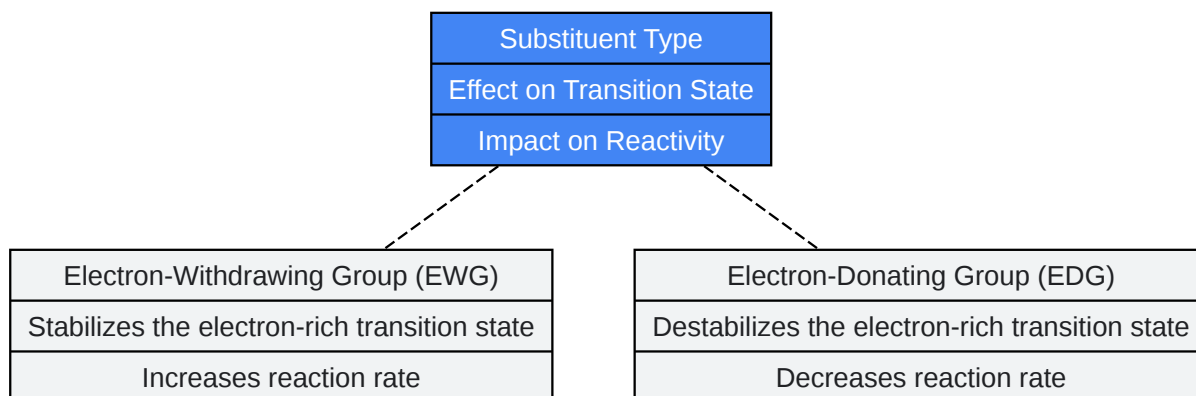 Substituent Type
Effect on Transition State
Impact on Reactivity
Electron-Withdrawing Group (EWG)
Stabilizes the electron-rich transition state
Increases reaction rate
Electron-Donating Group (EDG)
Destabilizes the electron-rich transition state
Decreases reaction rate